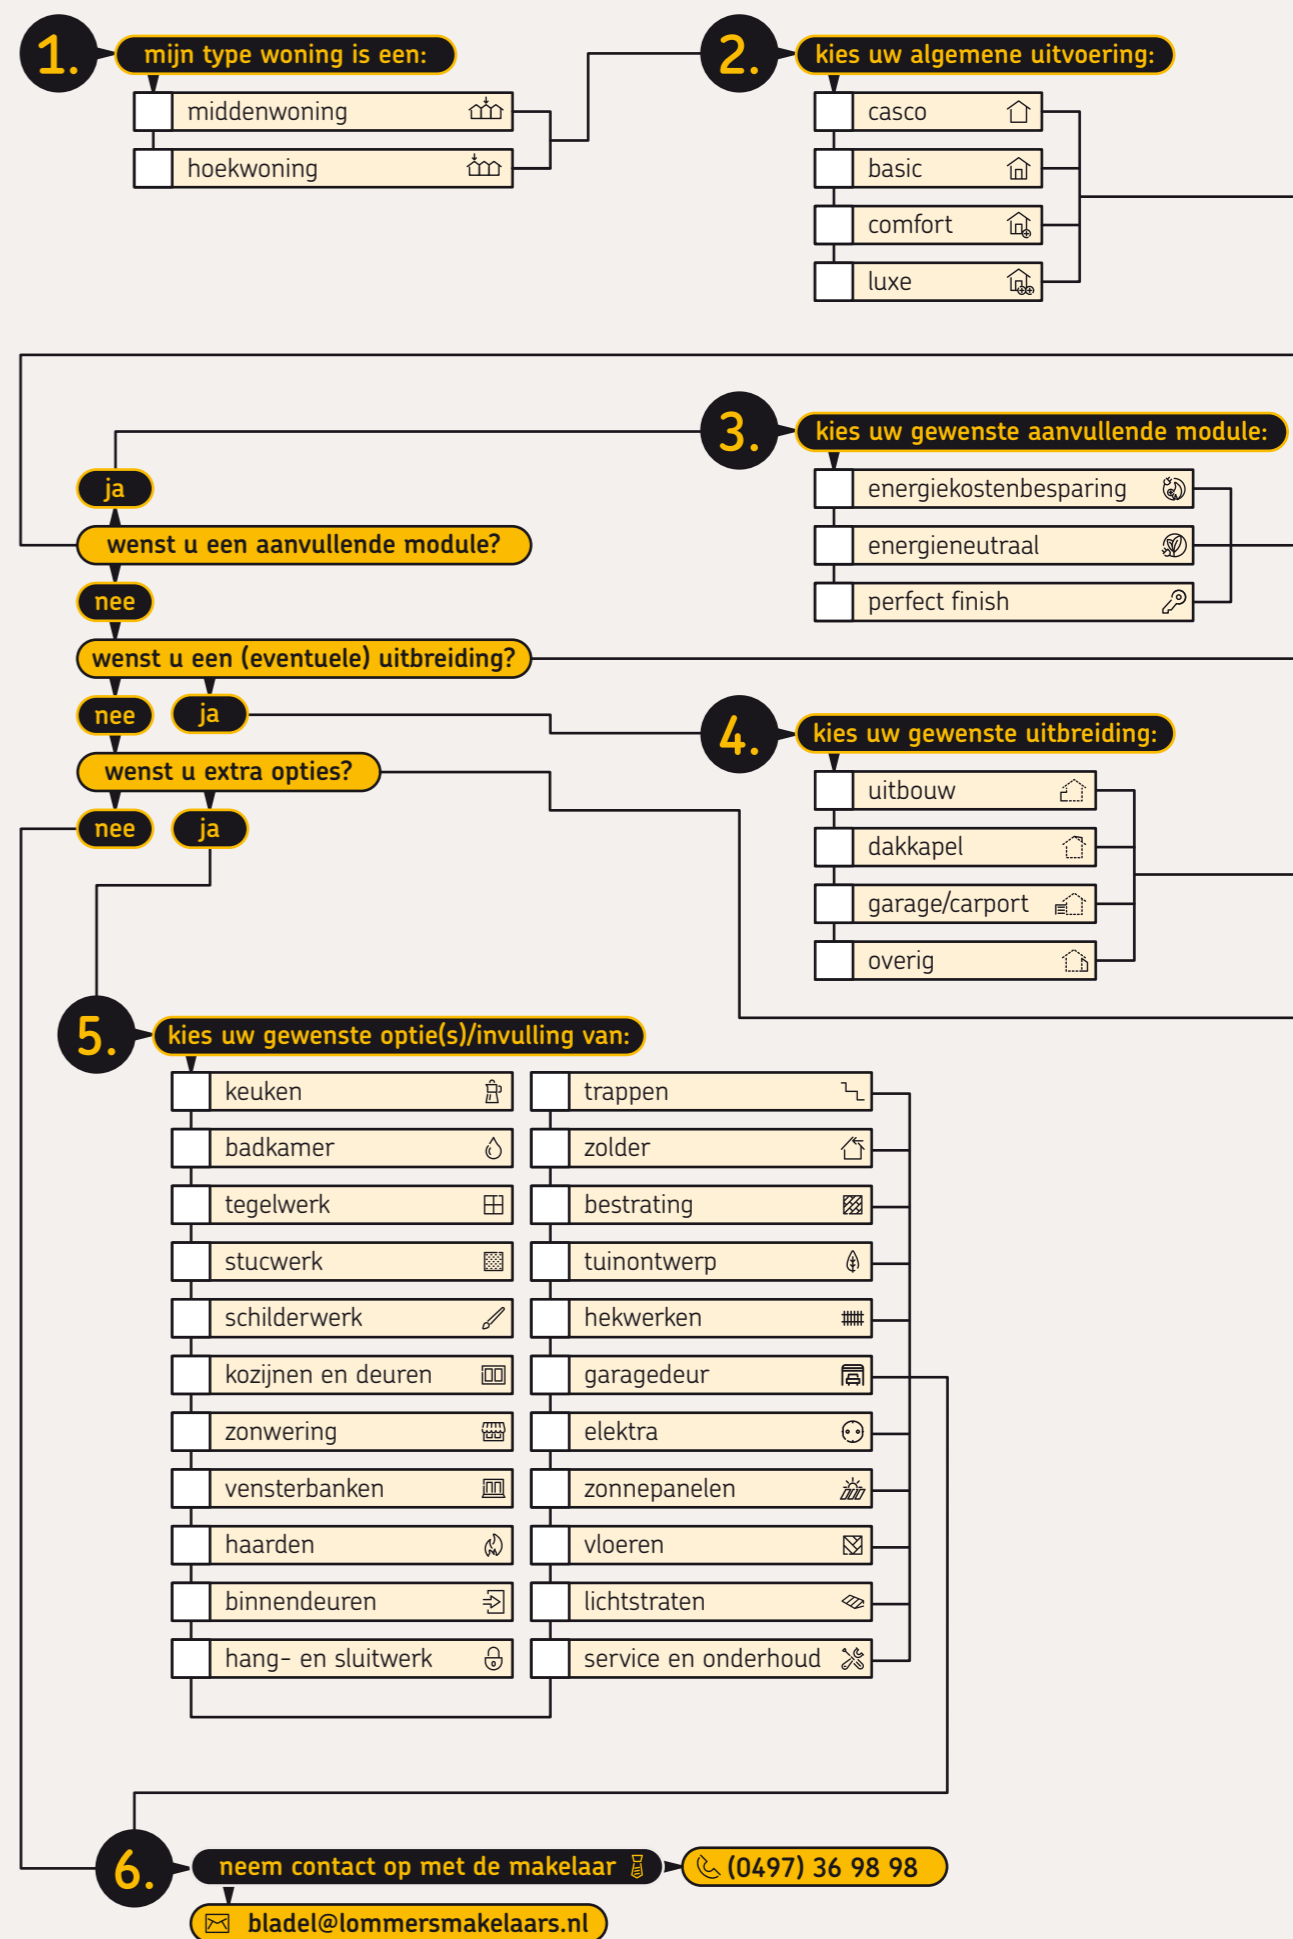 1.
mijn type woning is een:
middenwoning
hoekwoning
2.
kies uw algemene uitvoering:
casco
basic
comfort
luxe
3.
kies uw gewenste aanvullende module:
energiekostenbesparing
energieneutraal
perfect finish
ja
wenst u een aanvullende module?
nee
wenst u een (eventuele) uitbreiding?
nee
ja
wenst u extra opties?
nee
ja
4.
kies uw gewenste uitbreiding:
uitbouw
dakkapel
garage/carport
overig
5.
kies uw gewenste optie(s)/invulling van:
keuken
badkamer
tegelwerk
stucwerk
schilderwerk
kozijnen en deuren
zonwering
vensterbanken
haarden
binnendeuren
hang- en sluitwerk
trappen
zolder
bestrating
tuinontwerp
hekwerken
garagedeur
elektra
zonnepanelen
vloeren
lichtstraten
service en onderhoud
6.
neem contact op met de makelaar
(0497) 36 98 98
bladel@lommersmakelaars.nl